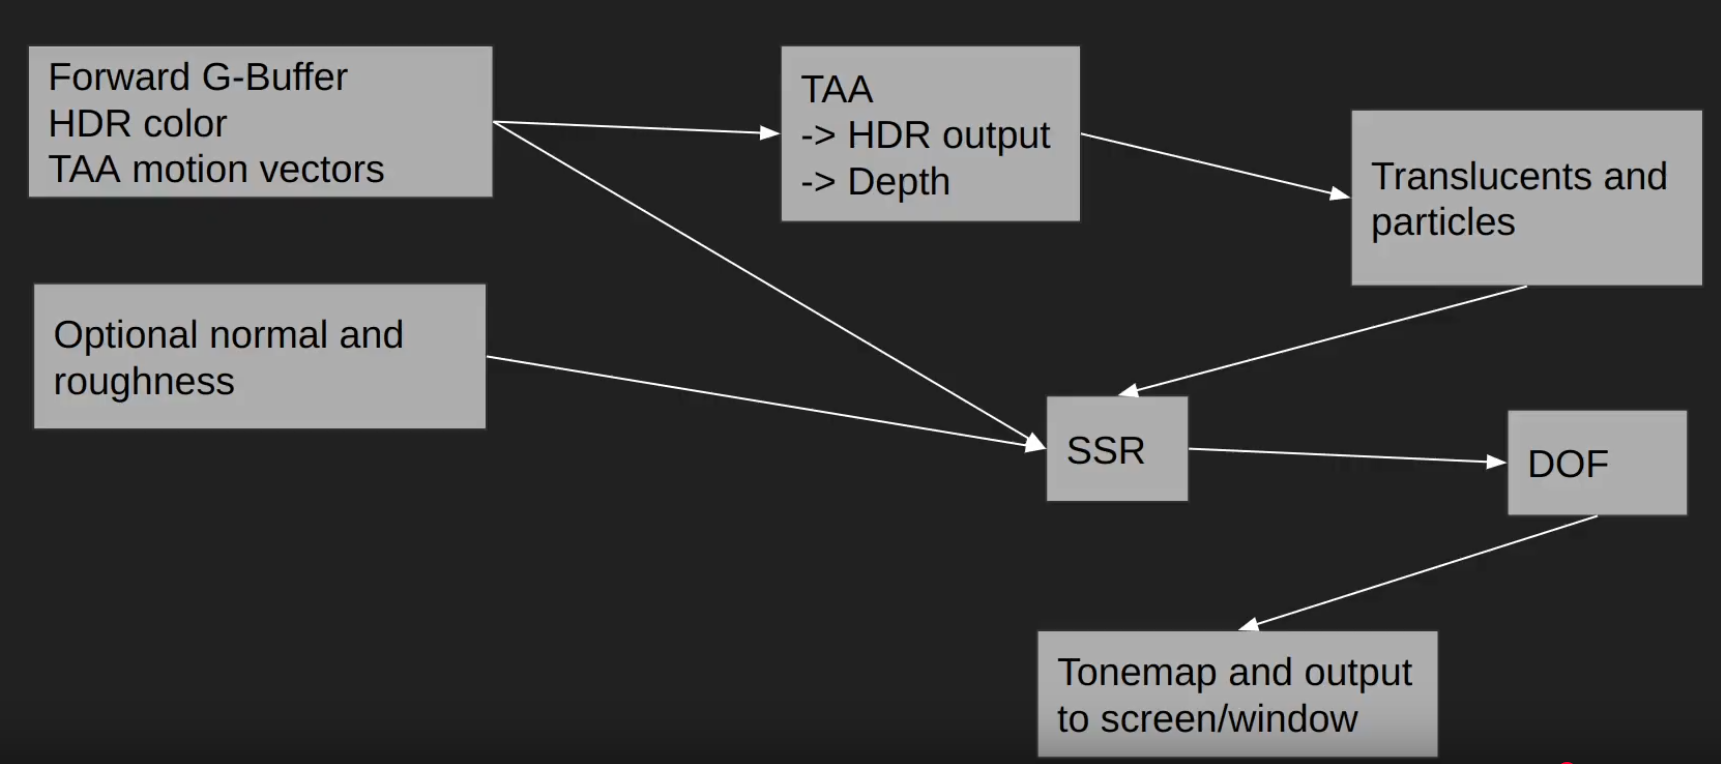 Forward G-Buffer
HDR color
TAA motion vectors
TAA
-> HDR output
-> Depth
Translucents and
particles
Optional normal and
roughness
SSR
DOF
Tonemap and output
to screen/window